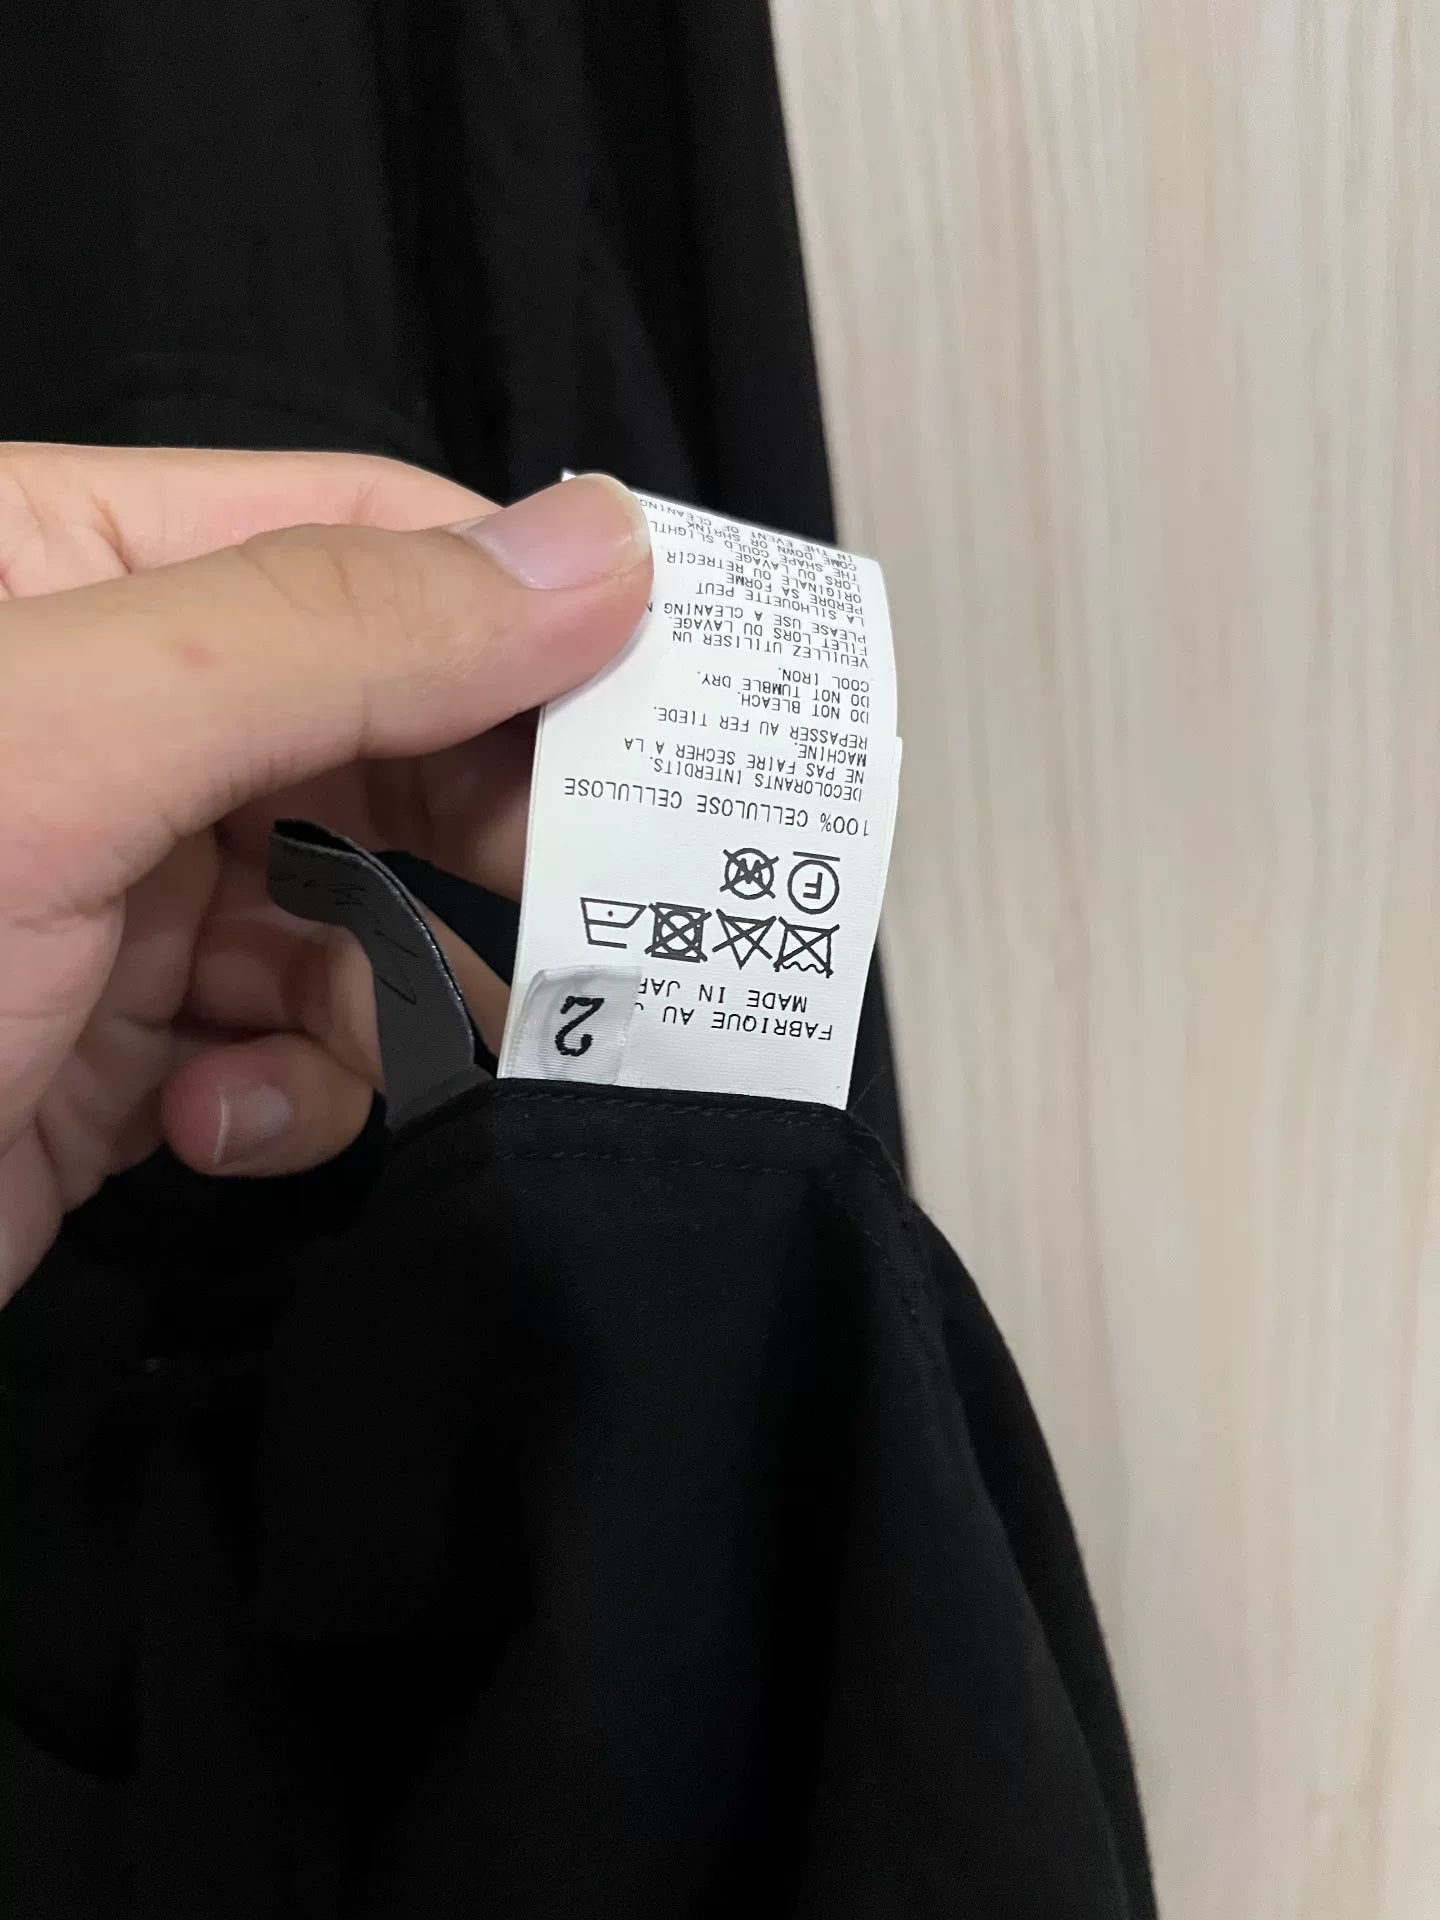 FABRIQUE AU
MADE IN JAP
2
F
W
100% CELLULOSE CELLULOSE
DECOLORANTS INTERDITS.
NE PAS FAIRE SECHER A LA
MACHINE.
REPASSER AU FER TIEDE.
DO NOT BLEACH.
DO NOT TUMBLE DRY.
COOL IRON.
VEUILLEZ UTILISER UN
FILET LORS DU LAVAGE.
PLEASE USE A CLEANING N
LA SILHOUETTE PEUT
PERDRE SA FORME
ORIGINALE OU RETRECIR
LORS DU LAVAGE.
THE SHAPE COULD SLIGHTL
COME DOWN OR SHRINK
IN THE EVENT OF CLEANING